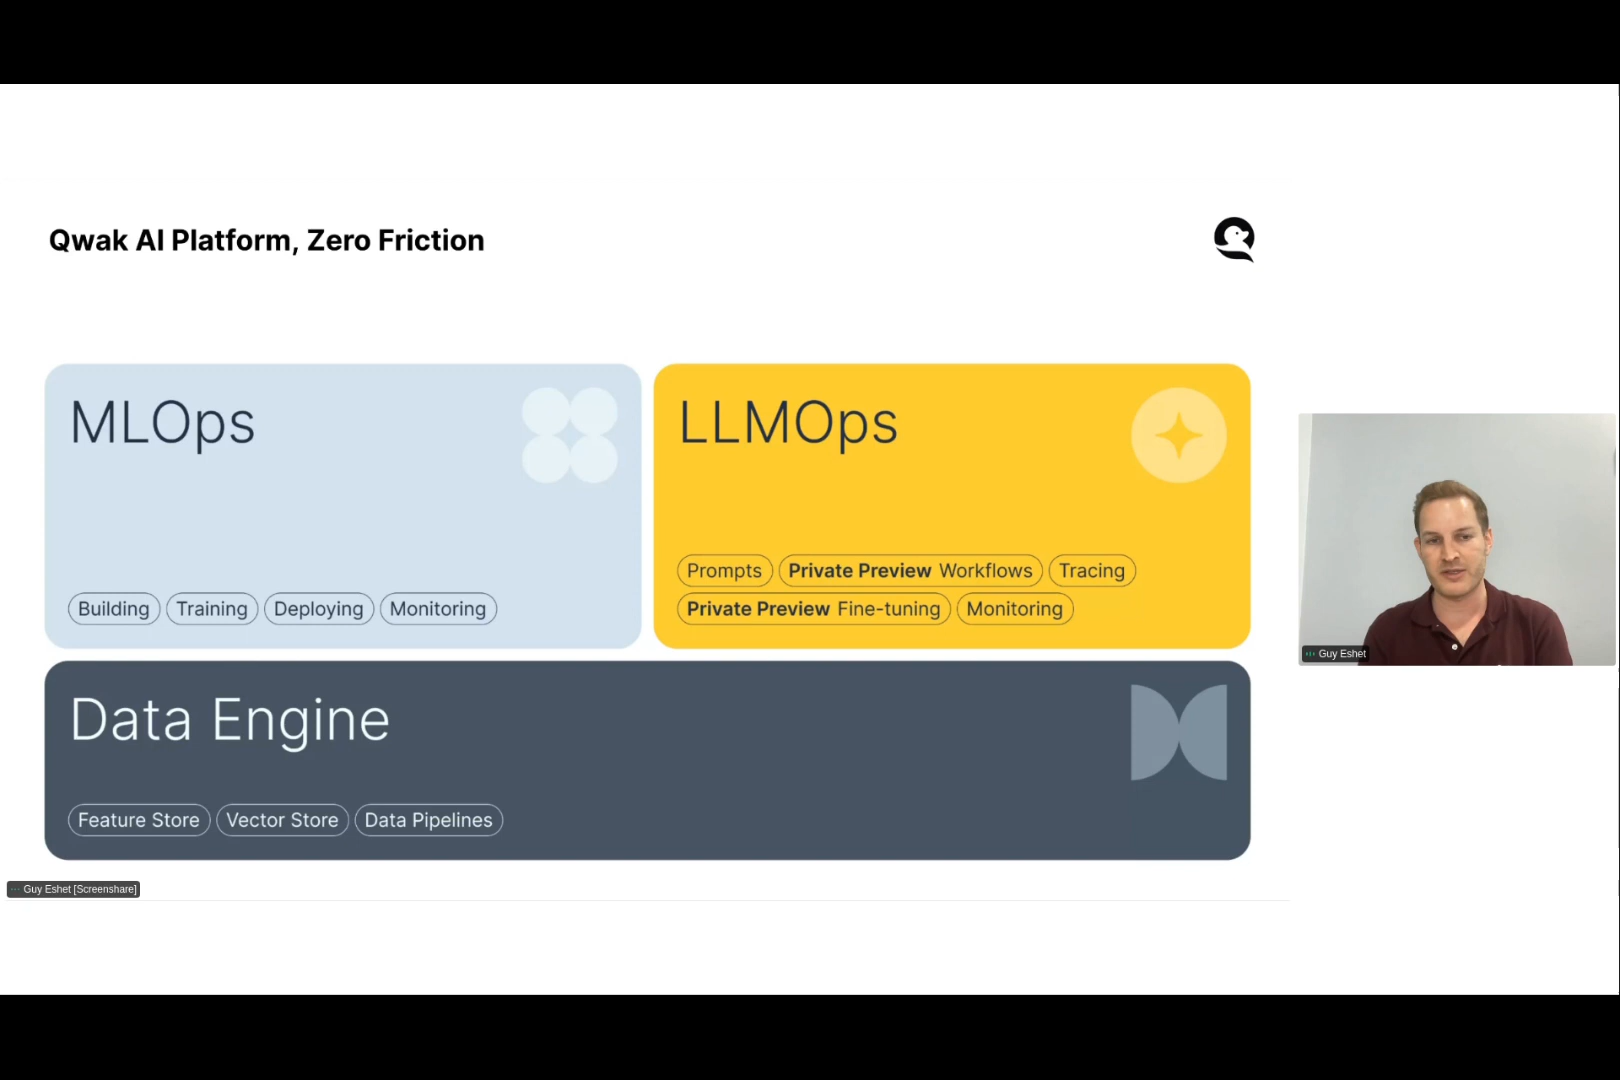 Qwak AI Platform, Zero Friction
MLOps
Building Training Deploying Monitoring
LLMOps
Prompts Private Preview Workflows Tracing
Private Preview Fine-tuning Monitoring
Data Engine
Feature Store Vector Store Data Pipelines
Guy Eshet
Guy Eshet [Screenshare]